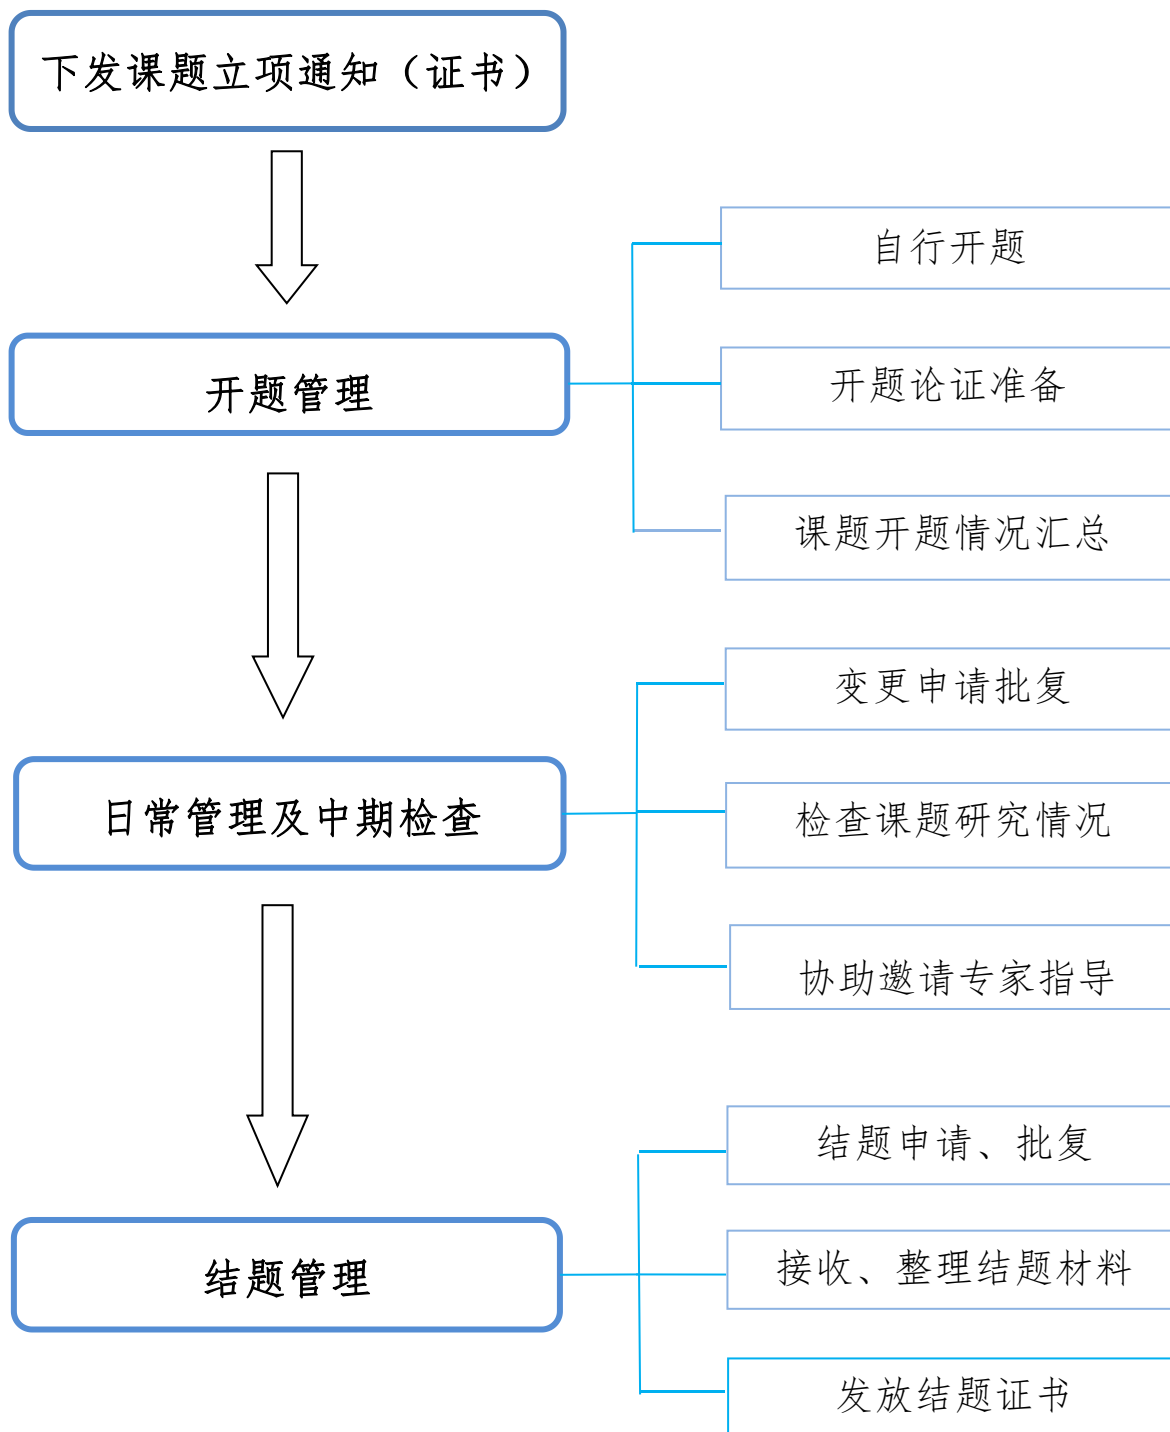 下发课题立项通知（证书）
自行开题
开题管理
开题论证准备
课题开题情况汇总
变更申请批复
日常管理及中期检查
检查课题研究情况
协助邀请专家指导
结题申请、批复
结题管理
接收、整理结题材料
发放结题证书